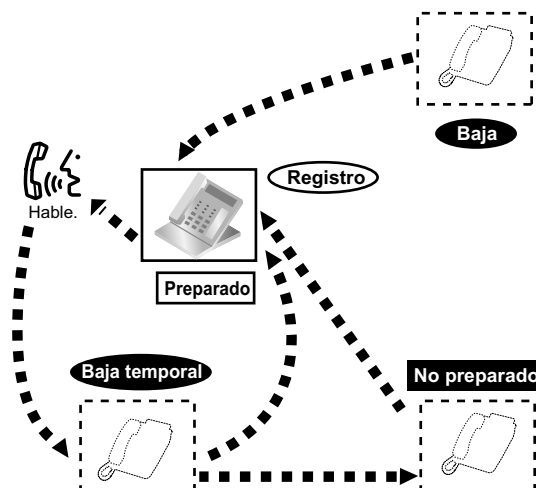 Baja
Registro
Hable.
Preparado
Baja temporal
No preparado